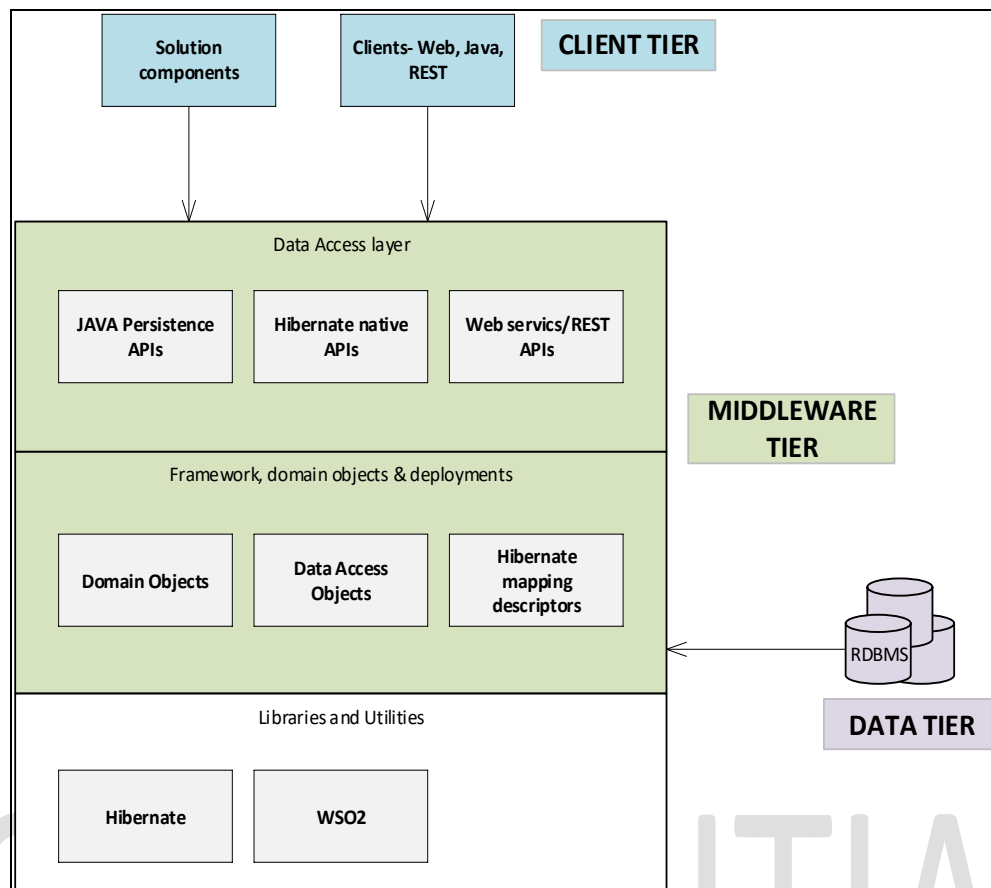 Solution
components
Clients- Web, Java,
REST
CLIENT TIER
Data Access layer
JAVA Persistence
APIs
Hibernate native
APIs
Web servics/REST
APIs
MIDDLEWARE
TIER
Framework, domain objects & deployments
Domain Objects
Data Access
Objects
Hibernate
mapping
descriptors
RDBMS
DATA TIER
Libraries and Utilities
Hibernate
WSO2